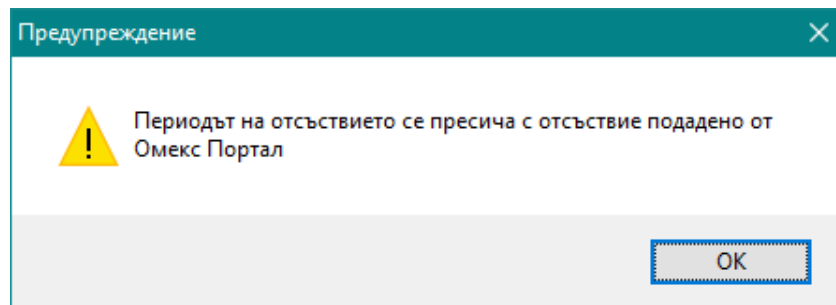 Предупреждение
Периодът на отсъствието се пресича с отсъствие подадено от
Омекс Портал
OK